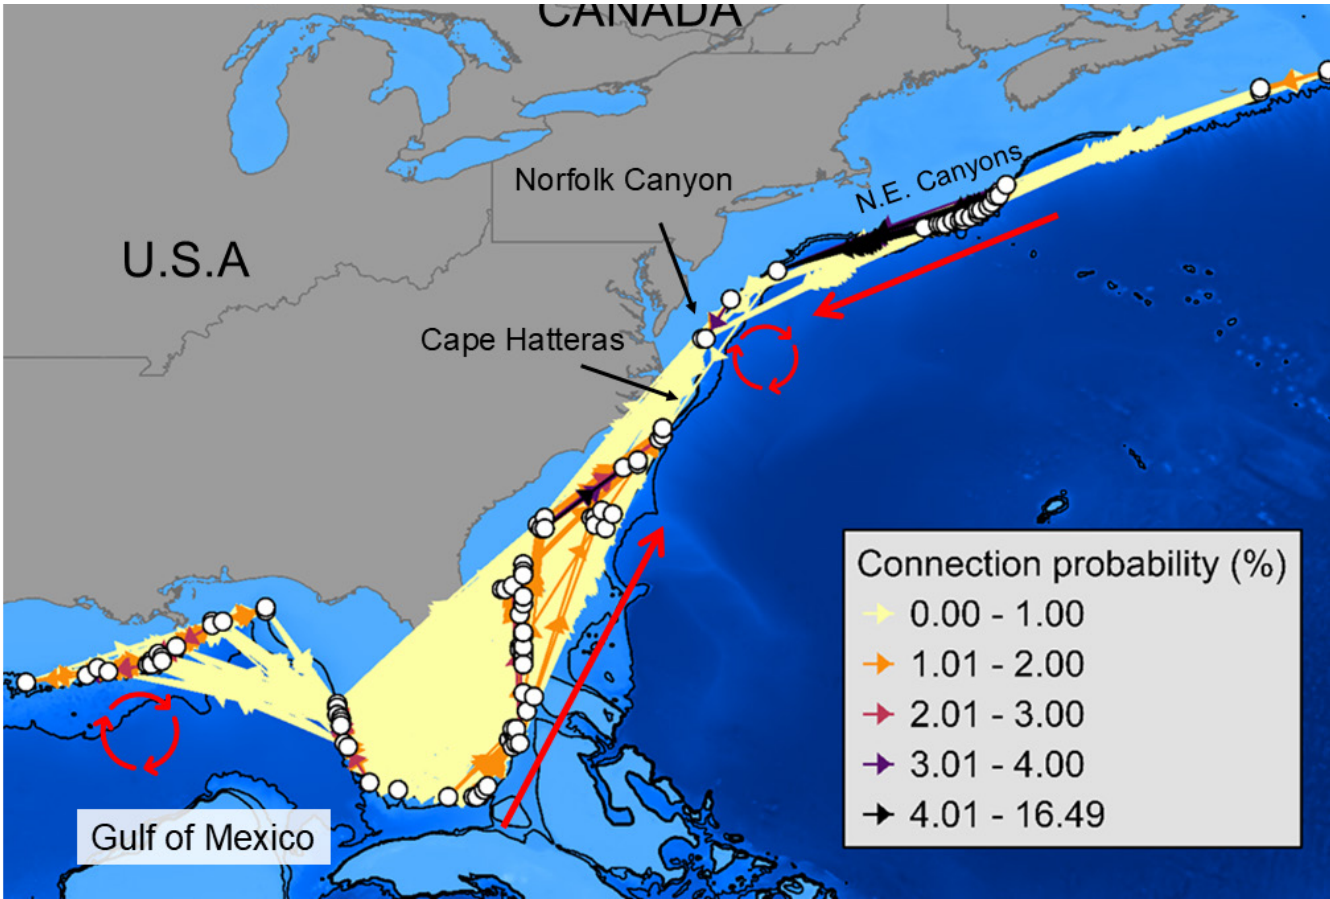 CANADA
N.E. Canyons
Norfolk Canyon
U.S.A
Cape Hatteras
Connection probability (%)
0.00 - 1.00
1.01 - 2.00
2.01 - 3.00
3.01 - 4.00
4.01 - 16.49
Gulf of Mexico